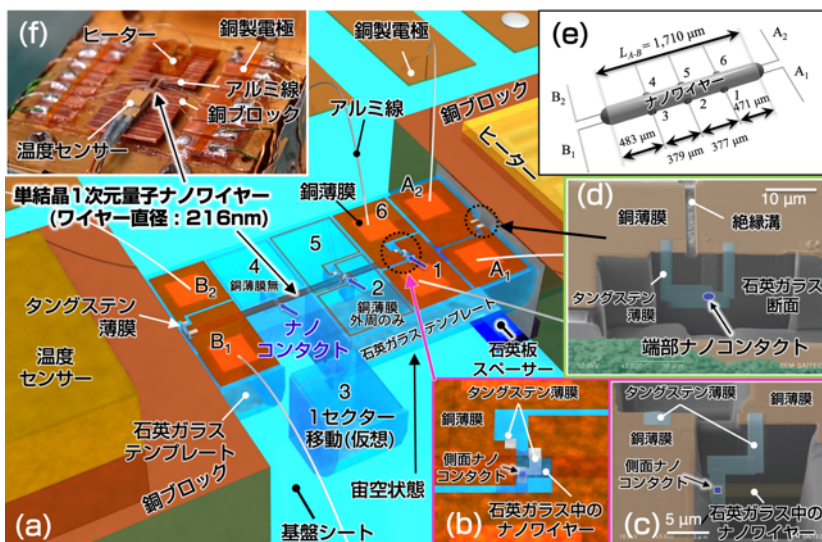 (f)
ヒーター
銅製電極
アルミ線
銅ブロック
温度センサー
銅製電極
アルミ線
銅ブロック
ヒーター
(e)
L_A-B = 1,710 μm
A₂
A₁
B₂
B₁
4
5
6
ナノワイヤー
3
2
1
483 μm
379 μm
377 μm
471 μm
単結晶1次元量子ナノワイヤー
(ワイヤー直径:216nm)
銅薄膜
A₂
6
5
4
銅薄膜無
1
A₁
2
銅薄膜
外周のみ
B₂
タングステン
薄膜
B₁
ナノ
コンタクト
石英ガラステンプレート
石英板
スペーサー
温度
センサー
3
1セクター
移動(仮想)
石英ガラス
テンプレート
銅ブロック
宙空状態
基盤シート
(a)
(d)
10 μm
銅薄膜
絶縁溝
タングステン
薄膜
石英ガラス
断面
端部ナノコンタクト
SEM SAITEC
タングステン薄膜
銅薄膜
側面ナノ
コンタクト
石英ガラス中の
ナノワイヤー
(b)
タングステン薄膜
銅薄膜
銅薄膜
側面ナノ
コンタクト
石英ガラス中の
ナノワイヤー
5 μm
(c)